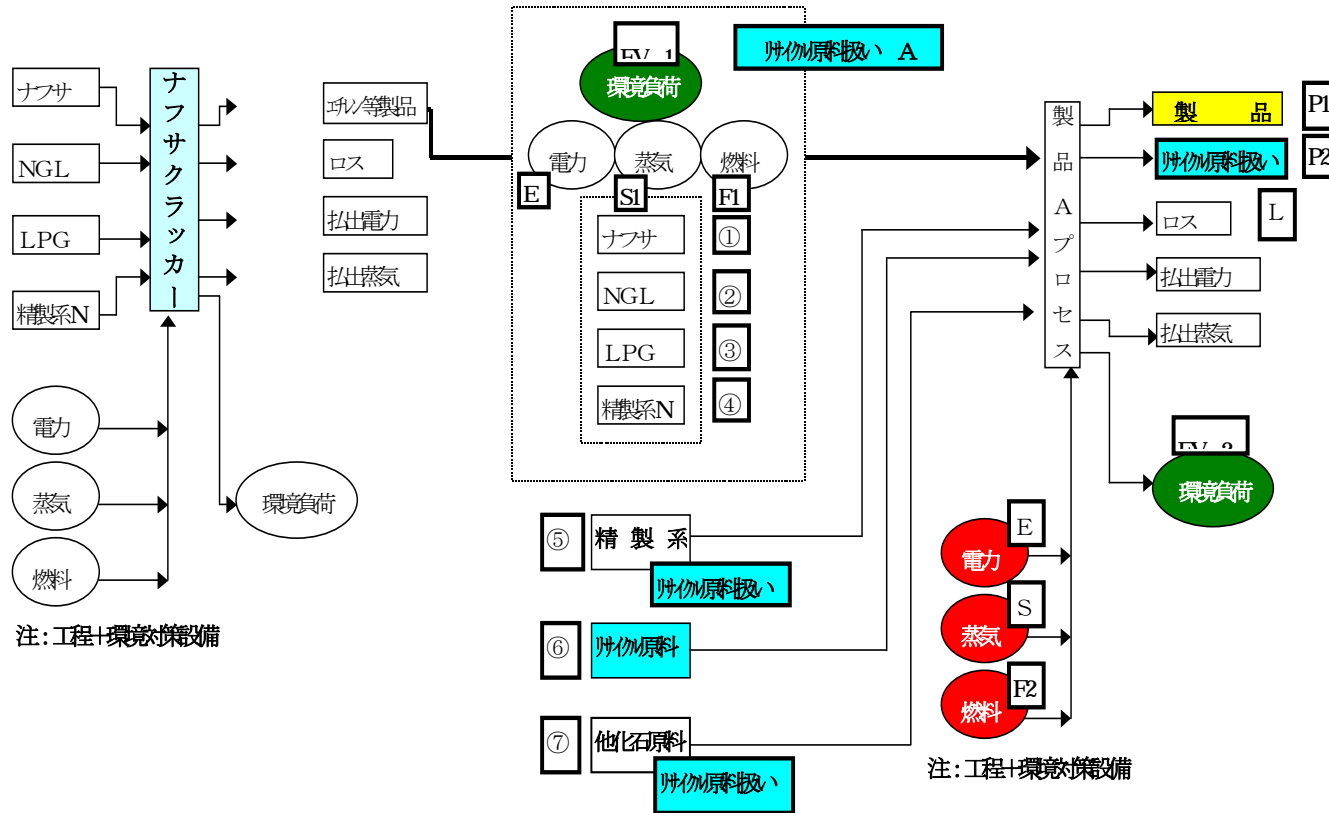 ナフサ
NGL
LPG
精製系N
ナフサクラッカー
電力
蒸気
燃料
注:工程+環境対策設備
環境負荷
エチレン等製品
ロス
払出電力
払出蒸気
環境負荷
リサイクル原料扱い A
電力
蒸気
燃料
E
S1
F1
ナフサ
①
NGL
②
LPG
③
精製系N
④
⑤
精製系
リサイクル原料扱い
⑥
リサイクル原料
⑦
他化石原料
リサイクル原料扱い
製品Aプロセス
製 品
P1
リサイクル原料扱い
P2
ロス
L
払出電力
払出蒸気
環境負荷
E
電力
S
蒸気
F2
燃料
注:工程+環境対策設備